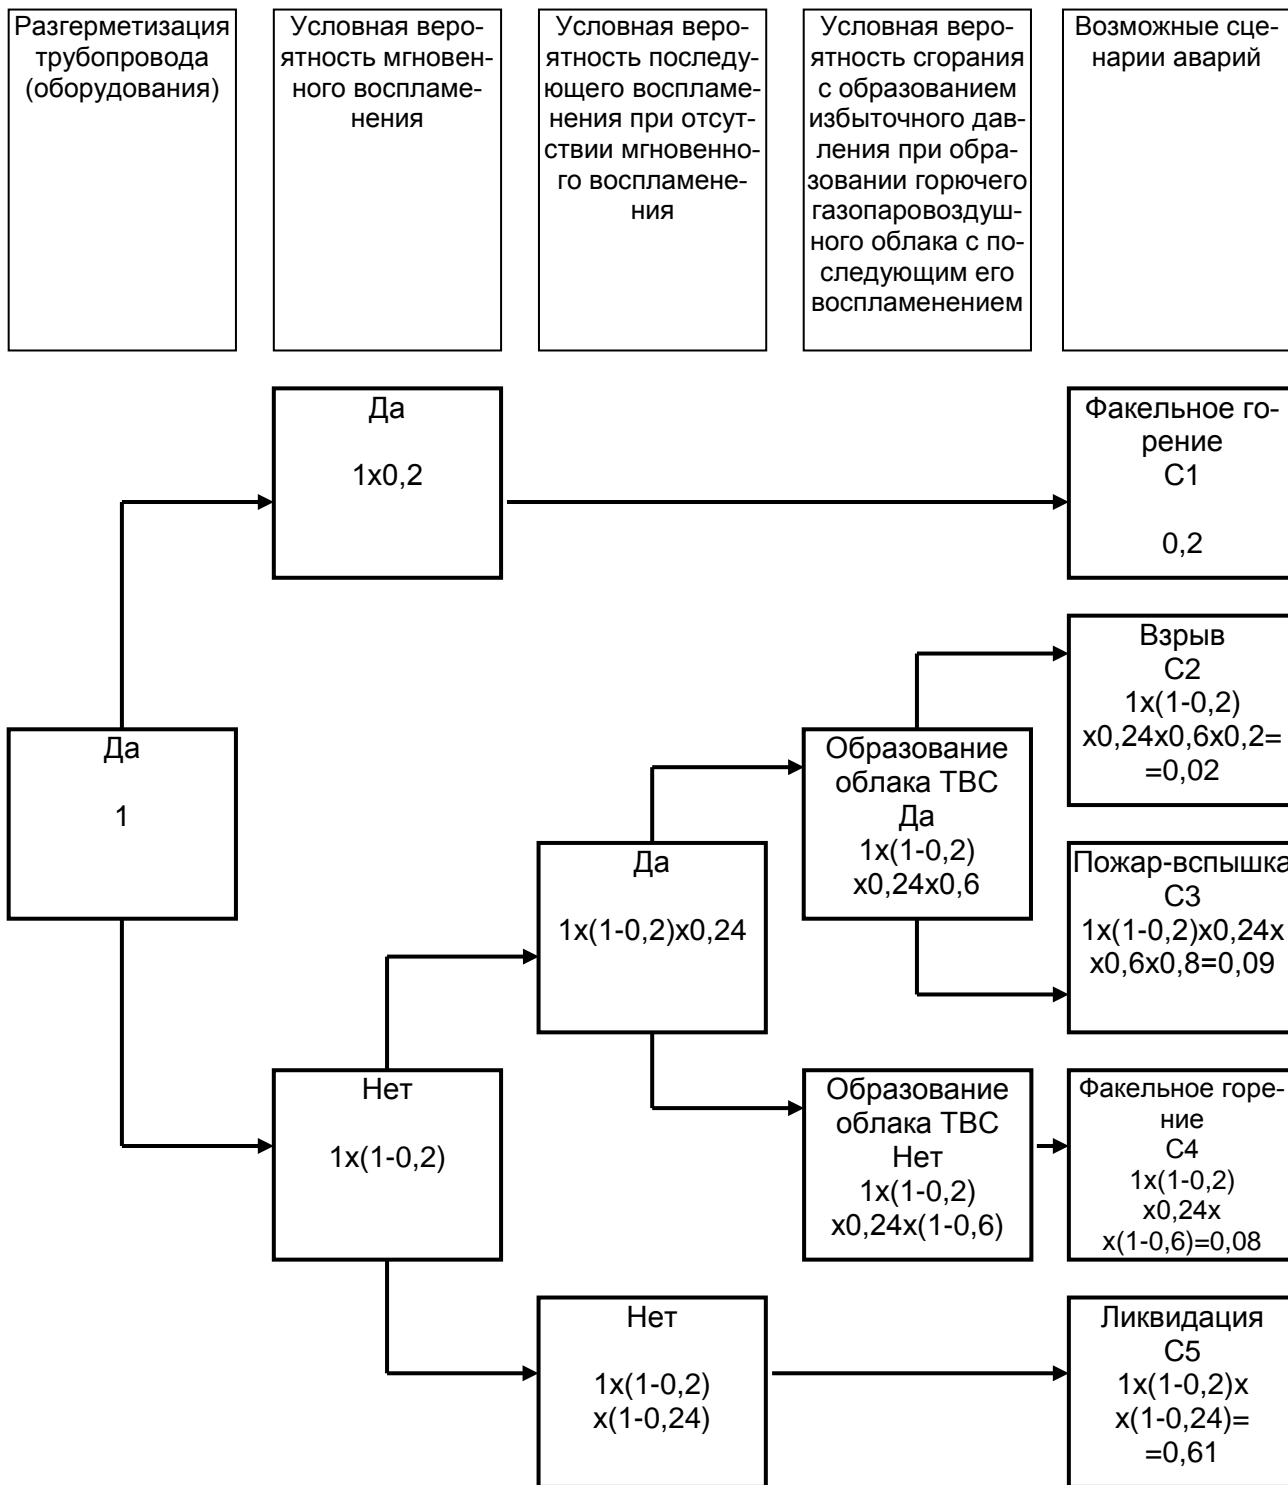 Разгерметизация
трубопровода
(оборудования)
Условная веро-
ятность мгновен-
ного воспламе-
нения
Условная веро-
ятность последу-
ющего воспламе-
нения при отсут-
ствии мгновенно-
го воспламене-
ния
Условная веро-
ятность сгорания
с образованием
избыточного дав-
ления при обра-
зовании горючего
газопаровоздуш-
ного облака с по-
следующим его
воспламенением
Возможные сце-
нарии аварий
Да
1х0,2
Факельное го-
рение
С1
0,2
Взрыв
С2
1х(1-0,2)
х0,24х0,6х0,2=
=0,02
Да
1
Образование
облака ТВС
Да
1х(1-0,2)
х0,24х0,6
Да
1х(1-0,2)х0,24
Пожар-вспышка
С3
1х(1-0,2)х0,24х
х0,6х0,8=0,09
Нет
1х(1-0,2)
Образование
облака ТВС
Нет
1х(1-0,2)
х0,24х(1-0,6)
Факельное горе-
ние
С4
1х(1-0,2)
х0,24х
х(1-0,6)=0,08
Нет
1х(1-0,2)
х(1-0,24)
Ликвидация
С5
1х(1-0,2)х
х(1-0,24)=
=0,61